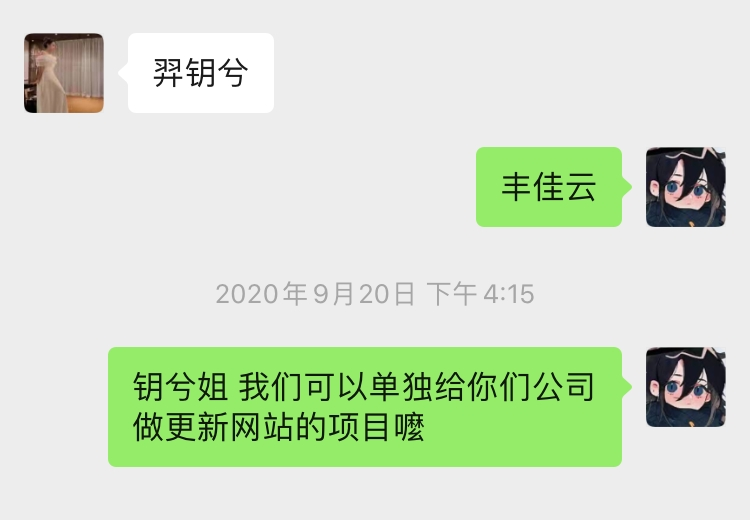 羿钥兮
丰佳云
2020年9月20日 下午4:15
钥兮姐 我们可以单独给你们公司
做更新网站的项目嚒